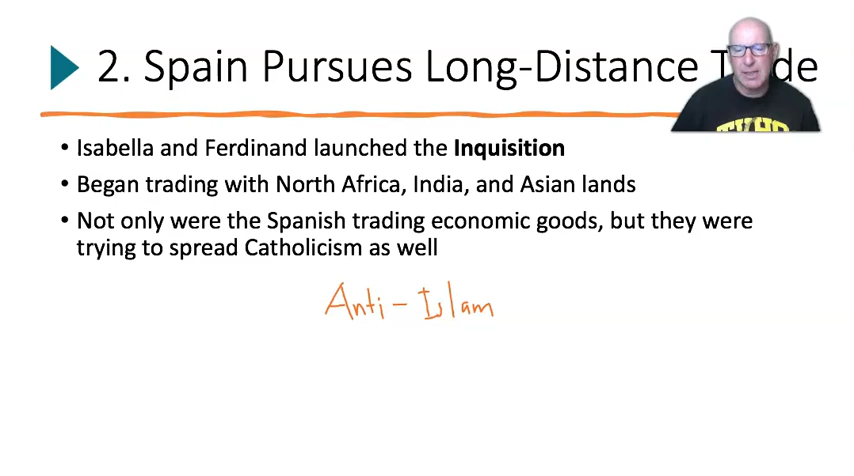 2. Spain Pursues Long-Distance T de
• Isabella and Ferdinand launched the Inquisition
• Began trading with North Africa, India, and Asian lands
• Not only were the Spanish trading economic goods, but they were
trying to spread Catholicism as well
Anti-Islam